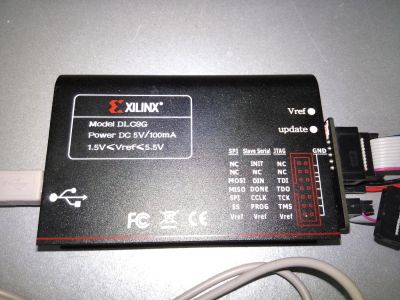 XILINX
Model DLC9G
Power DC 5V/100mA
1.5V≤Vref≤5.5V
Vref
update
GND
SPI Slave Serial JTAG
NC INIT NC
NC NC NC
MOSI DIN TDI
MISO DONE TDO
SPI CCLK TCK
SS PROG TMS
Vref Vref Vref
FC CE